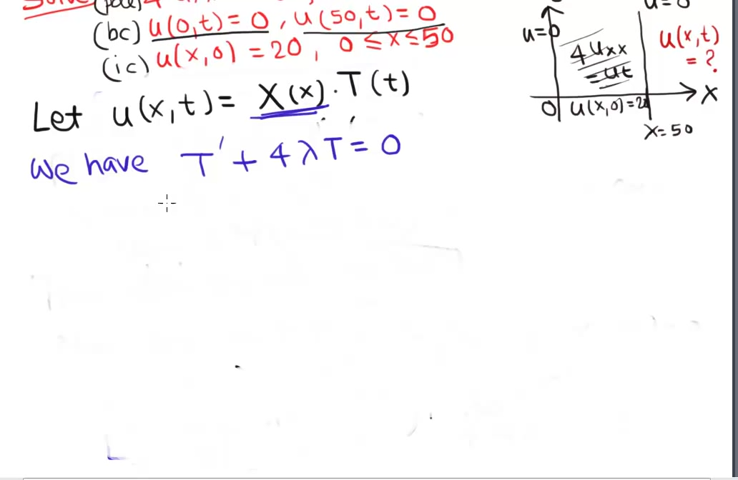 Solve
(bc) u(0,t) = 0, u(50,t) = 0
(ic) u(x,0) = 20, 0 ≤ x ≤ 50
Let u(x,t) = X(x) · T(t)
We have T' + 4λT = 0
u=0
4uxx
= ut
u(x,t)
= ?
0 u(x,0)=20 X
x=50